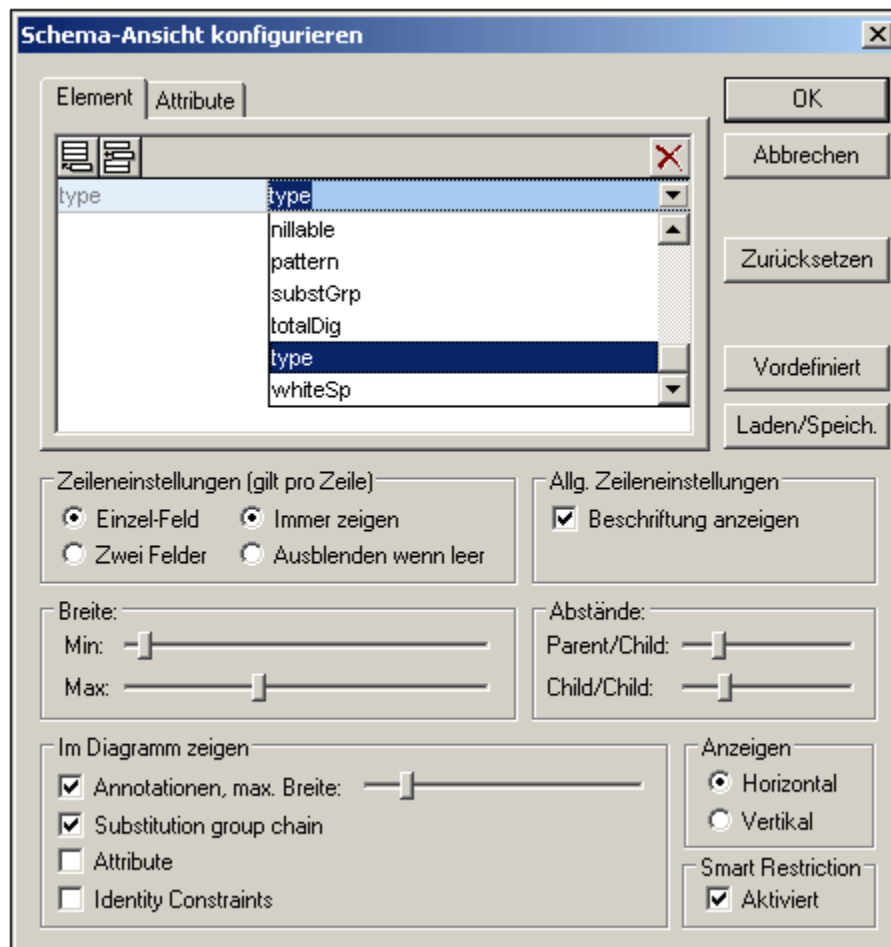 Schema-Ansicht konfigurieren
Element Attribute
OK
Abbrechen
Zurücksetzen
Vordefiniert
Laden/Speich.
type type
nillable
pattern
substGrp
totalDig
type
whiteSp
Zeileneinstellungen (gilt pro Zeile)
Einzel-Feld Immer zeigen
Zwei Felder Ausblenden wenn leer
Allg. Zeileneinstellungen
Beschriftung anzeigen
Breite:
Min:
Max:
Abstände:
Parent/Child:
Child/Child:
Im Diagramm zeigen
Annotationen, max. Breite:
Substitution group chain
Attribute
Identity Constraints
Anzeigen
Horizontal
Vertikal
Smart Restriction
Aktiviert